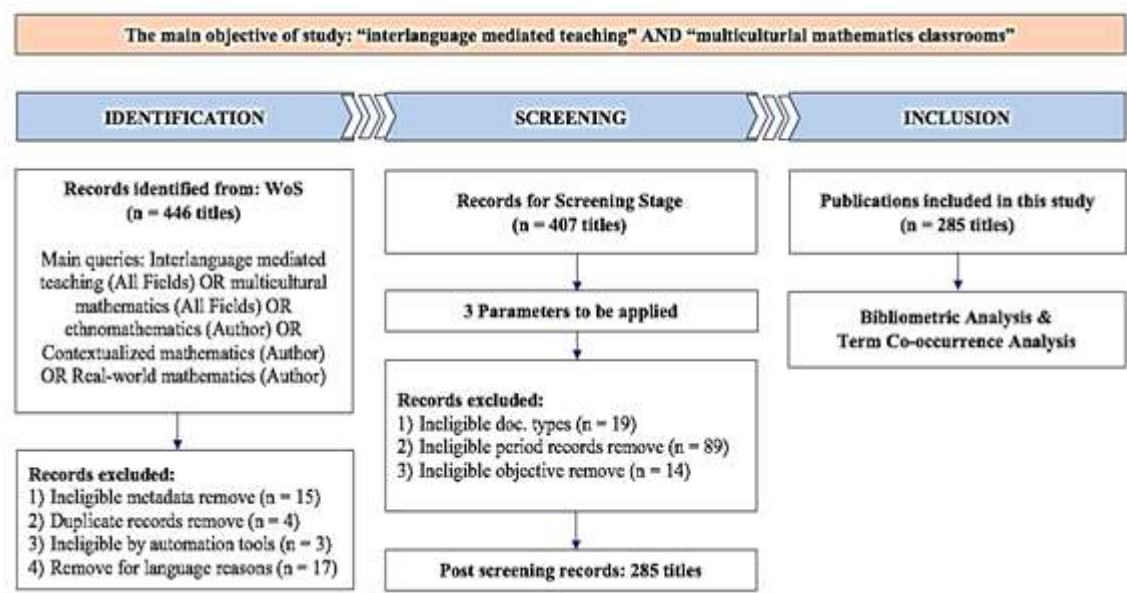 The main objective of study: “interlanguage mediated teaching” AND “multiculturial mathematics classrooms”
IDENTIFICATION
SCREENING
INCLUSION
Records identified from: WoS
(n = 446 titles)
Main queries: Interlanguage mediated
teaching (All Fields) OR multicultural
mathematics (All Fields) OR
ethnomathematics (Author) OR
Contextualized mathematics (Author)
OR Real-world mathematics (Author)
Records excluded:
1) Ineligible metadata remove (n = 15)
2) Duplicate records remove (n = 4)
3) Ineligible by automation tools (n = 3)
4) Remove for language reasons (n = 17)
Records for Screening Stage
(n = 407 titles)
3 Parameters to be applied
Records excluded:
1) Ineligible doc. types (n = 19)
2) Ineligible period records remove (n = 89)
3) Ineligible objective remove (n = 14)
Post screening records: 285 titles
Publications included in this study
(n = 285 titles)
Bibliometric Analysis &
Term Co-occurrence Analysis